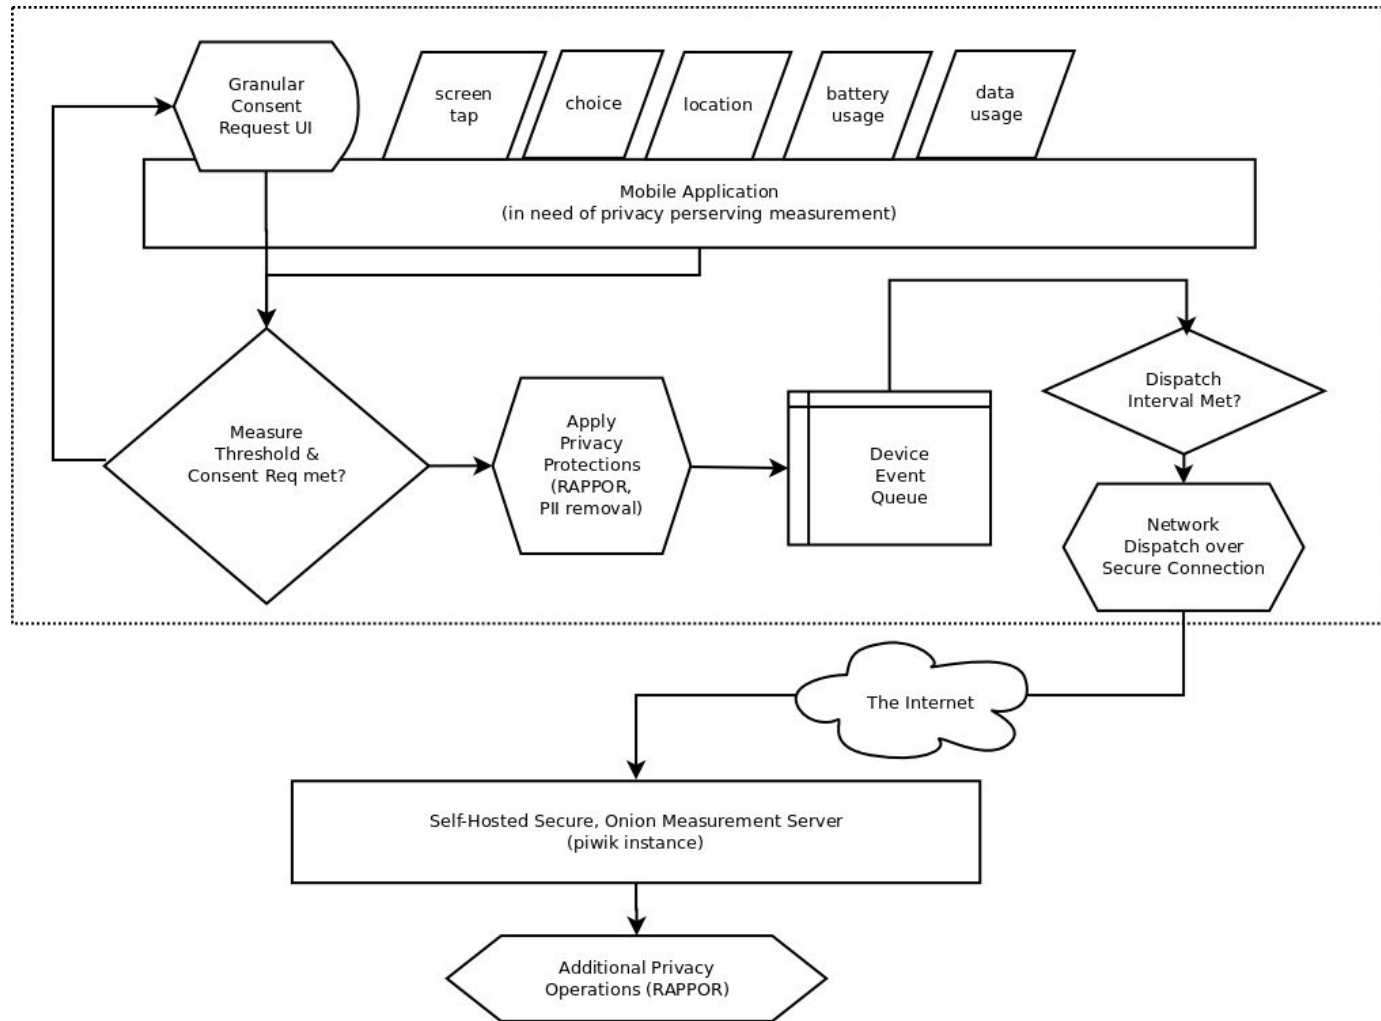 Granular
Consent
Request UI
screen
tap
choice
location
battery
usage
data
usage
Mobile Application
(in need of privacy perserving measurement)
Measure
Threshold &
Consent Req met?
Apply
Privacy
Protections
(RAPPOR,
PII removal)
Device
Event
Queue
Dispatch
Interval Met?
Network
Dispatch over
Secure Connection
The Internet
Self-Hosted Secure, Onion Measurement Server
(piwik instance)
Additional Privacy
Operations (RAPPOR)